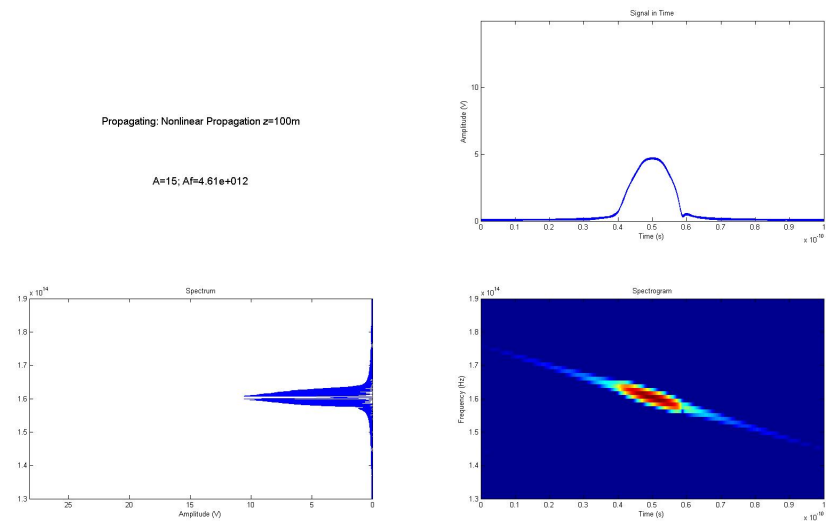 Propagating: Nonlinear Propagation z=100m
A=15; Af=4.61e+012
Signal in Time
Amplitude (V)
10
5
0
0 0.1 0.2 0.3 0.4 0.5 0.6 0.7 0.8 0.9 1
Time (s)
x 10^-10
Spectrum
x 10^14
1.9
1.8
1.7
1.6
1.5
1.4
1.3
25 20 15 10 5 0
Amplitude (V)
Spectrogram
x 10^14
Frequency (Hz)
1.9
1.8
1.7
1.6
1.5
1.4
1.3
0 0.1 0.2 0.3 0.4 0.5 0.6 0.7 0.8 0.9 1
Time (s)
x 10^-10